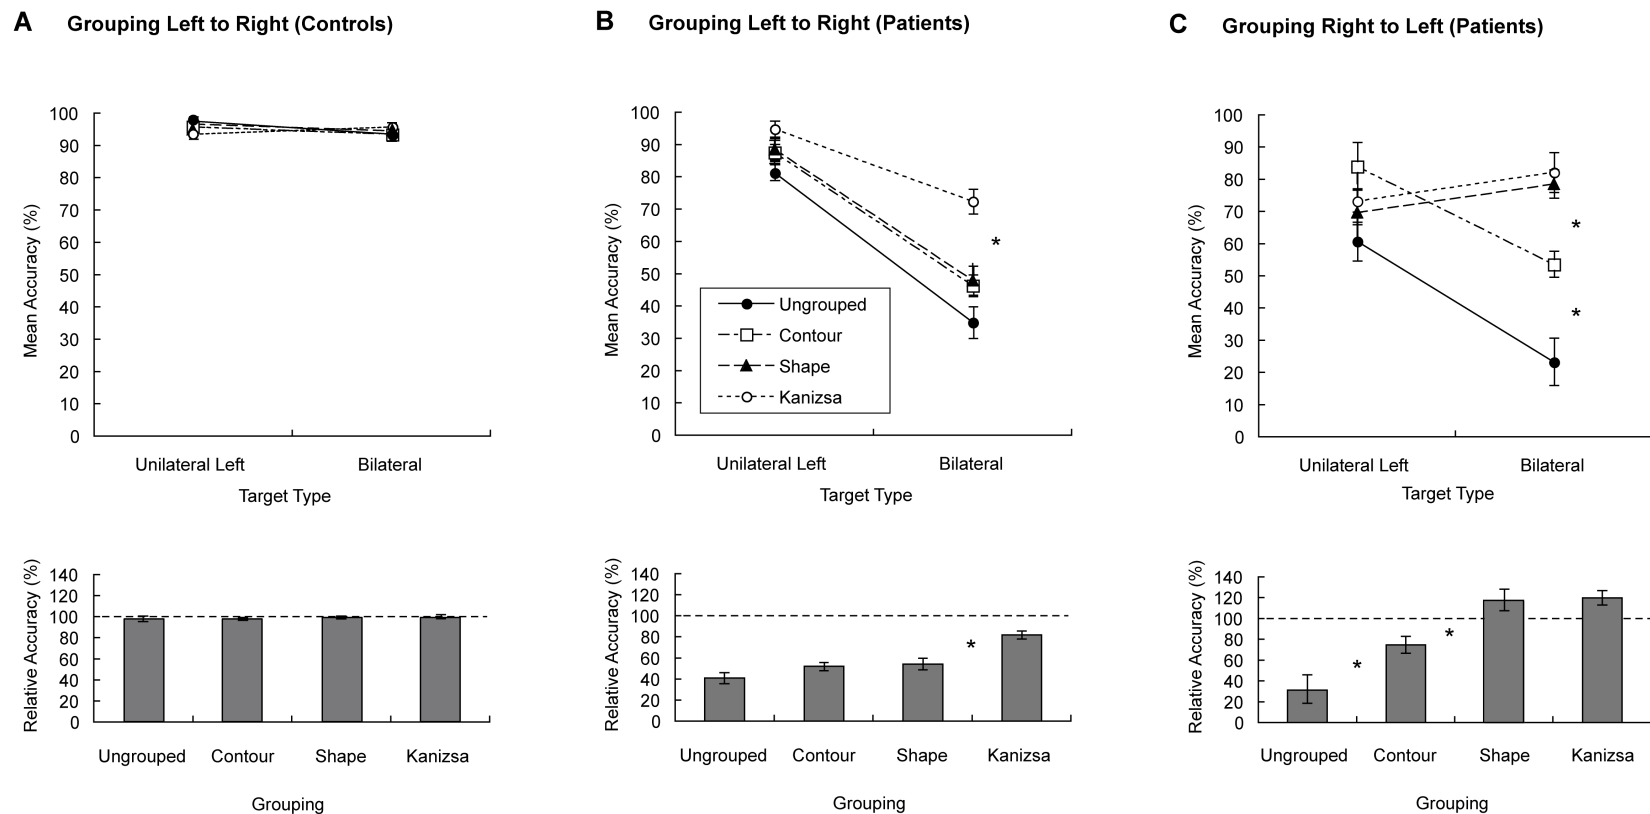 A Grouping Left to Right (Controls)
100
90
80
70
60
50
40
30
20
10
0
Mean Accuracy (%)
Unilateral Left Bilateral
Target Type
140
120
100
80
60
40
20
0
Relative Accuracy (%)
Ungrouped Contour Shape Kanizsa
Grouping
B Grouping Left to Right (Patients)
100
90
80
70
60
50
40
30
20
10
0
Mean Accuracy (%)
*
Ungrouped
Contour
Shape
Kanizsa
Unilateral Left Bilateral
Target Type
140
120
100
80
60
40
20
0
Relative Accuracy (%)
*
Ungrouped Contour Shape Kanizsa
Grouping
C Grouping Right to Left (Patients)
100
90
80
70
60
50
40
30
20
10
0
Mean Accuracy (%)
*
*
Unilateral Left Bilateral
Target Type
140
120
100
80
60
40
20
0
Relative Accuracy (%)
* *
Ungrouped Contour Shape Kanizsa
Grouping